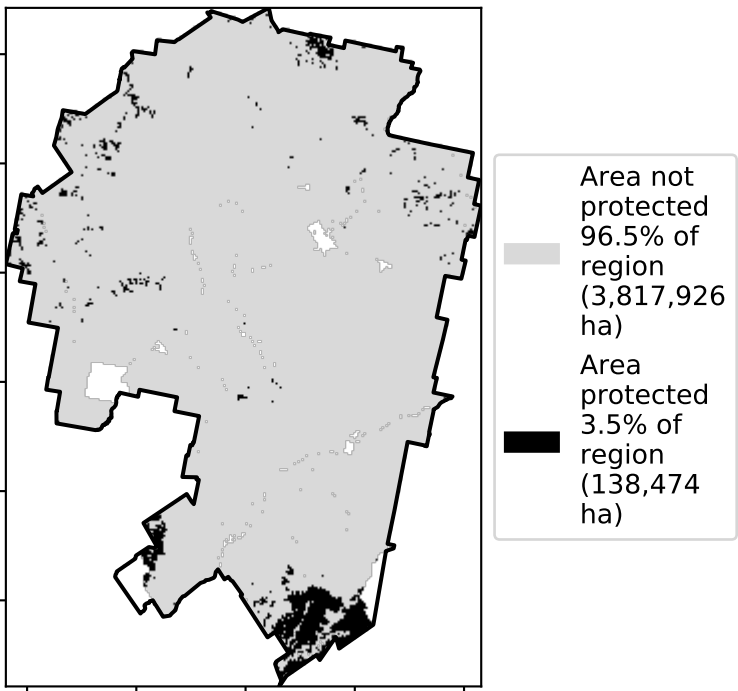 Area not
protected
96.5% of
region
(3,817,926
ha)
Area
protected
3.5% of
region
(138,474
ha)